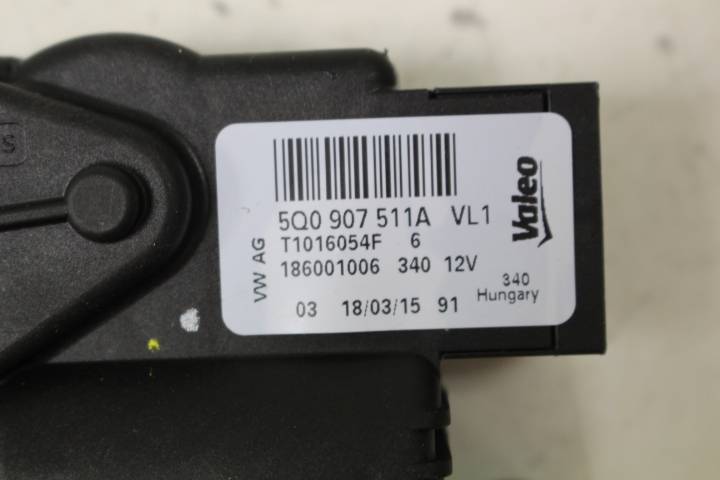 5Q0 907 511A VL1
T1016054F 6
186001006 340 12V
03 18/03/15 91
VW AG
Valeo
340
Hungary
S